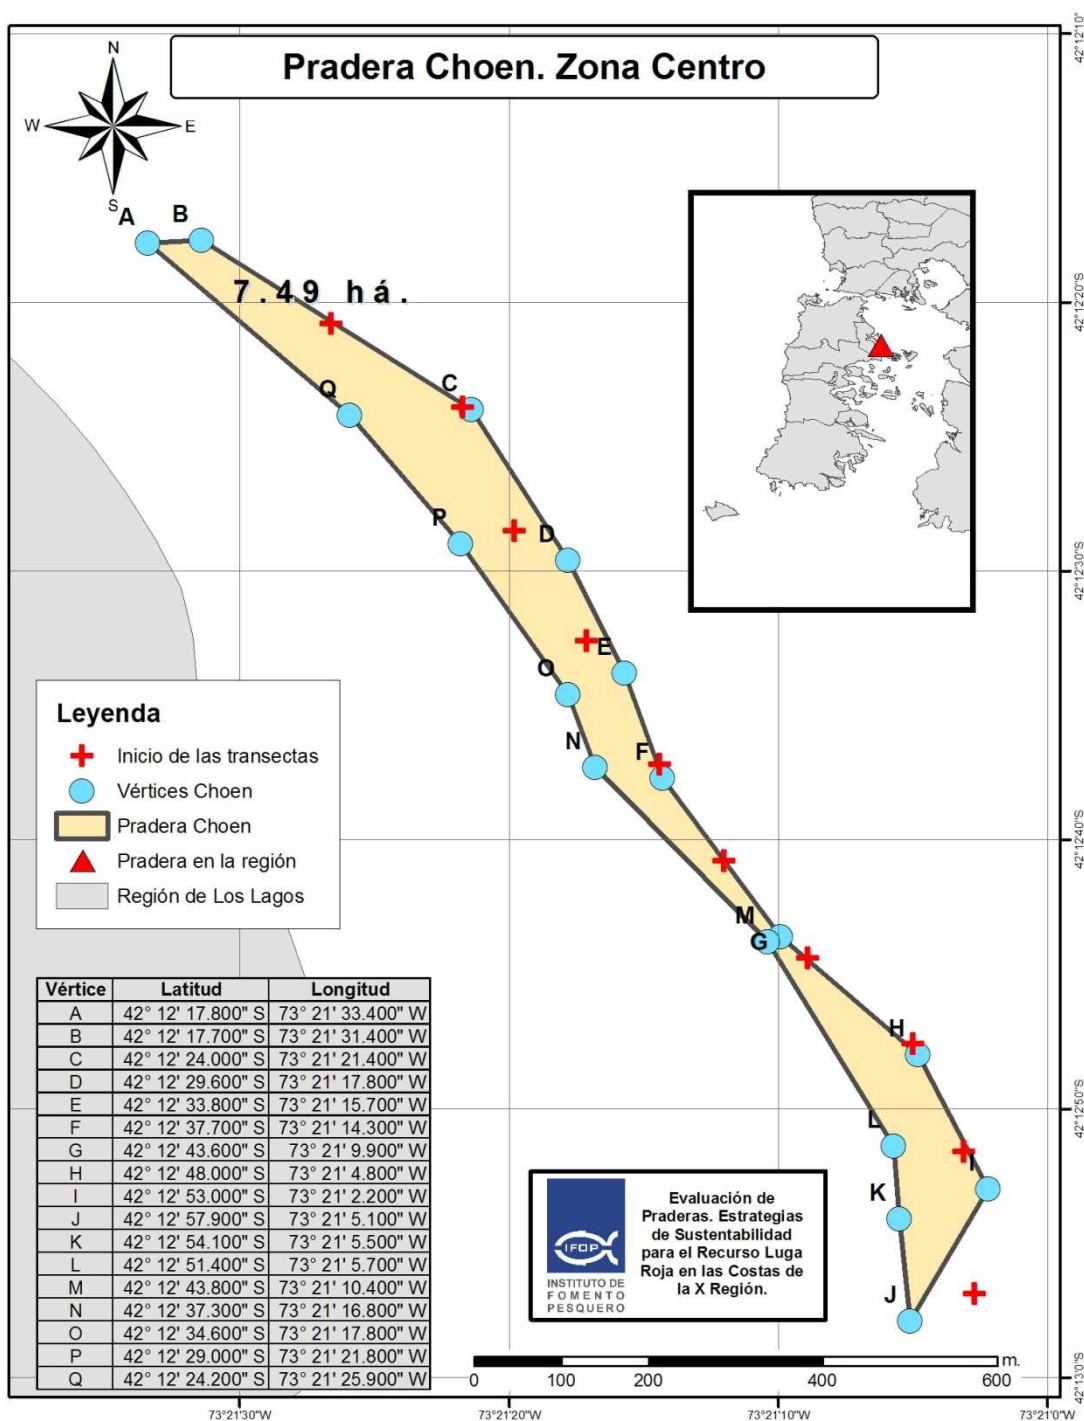 Pradera Choen. Zona Centro
N
W
E
S
42°12'10"
A
B
7.49 há.
42°12'20"S
Q
C
P
D
42°12'30"S
E
O
N
F
Leyenda
Inicio de las transectas
Vértices Choen
Pradera Choen
Pradera en la región
Región de Los Lagos
42°12'40"S
M
G
H
Vértice Latitud Longitud
A 42° 12' 17.800" S 73° 21' 33.400" W
B 42° 12' 17.700" S 73° 21' 31.400" W
C 42° 12' 24.000" S 73° 21' 21.400" W
D 42° 12' 29.600" S 73° 21' 17.800" W
E 42° 12' 33.800" S 73° 21' 15.700" W
F 42° 12' 37.700" S 73° 21' 14.300" W
G 42° 12' 43.600" S 73° 21' 9.900" W
H 42° 12' 48.000" S 73° 21' 4.800" W
I 42° 12' 53.000" S 73° 21' 2.200" W
J 42° 12' 57.900" S 73° 21' 5.100" W
K 42° 12' 54.100" S 73° 21' 5.500" W
L 42° 12' 51.400" S 73° 21' 5.700" W
M 42° 12' 43.800" S 73° 21' 10.400" W
N 42° 12' 37.300" S 73° 21' 16.800" W
O 42° 12' 34.600" S 73° 21' 17.800" W
P 42° 12' 29.000" S 73° 21' 21.800" W
Q 42° 12' 24.200" S 73° 21' 25.900" W
42°12'50"S
L
I
K
J
IFOP
INSTITUTO DE
FOMENTO
PESQUERO
Evaluación de
Praderas. Estrategias
de Sustentabilidad
para el Recurso Luga
Roja en las Costas de
la X Región.
m.
0 100 200 400 600
42°13'0"S
73°21'30"W
73°21'20"W
73°21'10"W
73°21'0"W